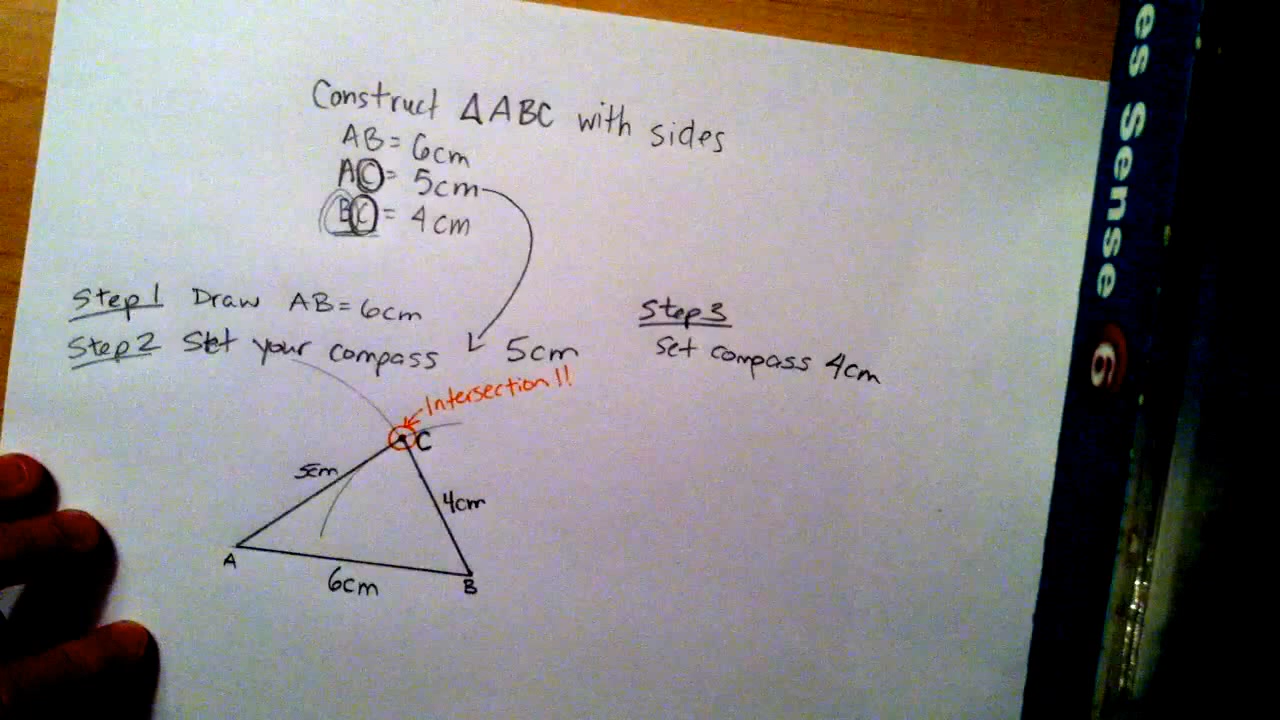 Construct ΔABC with sides
AB = 6cm
AC = 5cm
BC = 4cm
Step 1 Draw AB = 6cm
Step 2 Set your compass 5cm
Intersection!!
C
5cm
4cm
A
6cm
B
Step 3
Set compass 4cm
es Sense 6